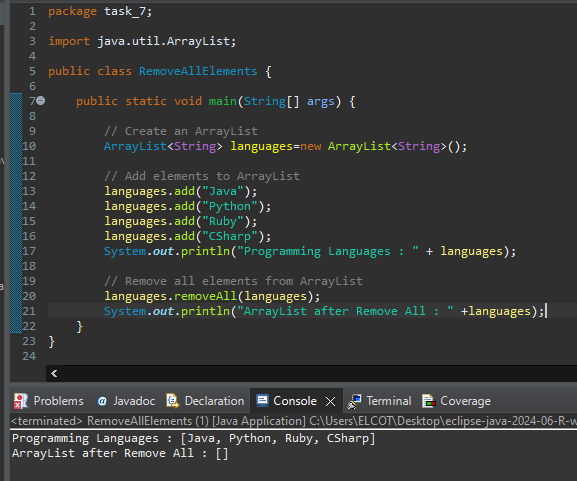 1 package task_7;
2
3 import java.util.ArrayList;
4
5 public class RemoveAllElements {
6
7 public static void main(String[] args) {
8
9 // Create an ArrayList
10 ArrayList<String> languages=new ArrayList<String>();
11
12 // Add elements to ArrayList
13 languages.add("Java");
14 languages.add("Python");
15 languages.add("Ruby");
16 languages.add("CSharp");
17 System.out.println("Programming Languages : " + languages);
18
19 // Remove all elements from ArrayList
20 languages.removeAll(languages);
21 System.out.println("ArrayList after Remove All : " +languages);
22 }
23 }
24
Problems @ Javadoc Declaration Console Terminal Coverage
<terminated> RemoveAllElements (1) [Java Application] C:\Users\ELCOT\Desktop\eclipse-java-2024-06-R-w
Programming Languages : [Java, Python, Ruby, CSharp]
ArrayList after Remove All : []